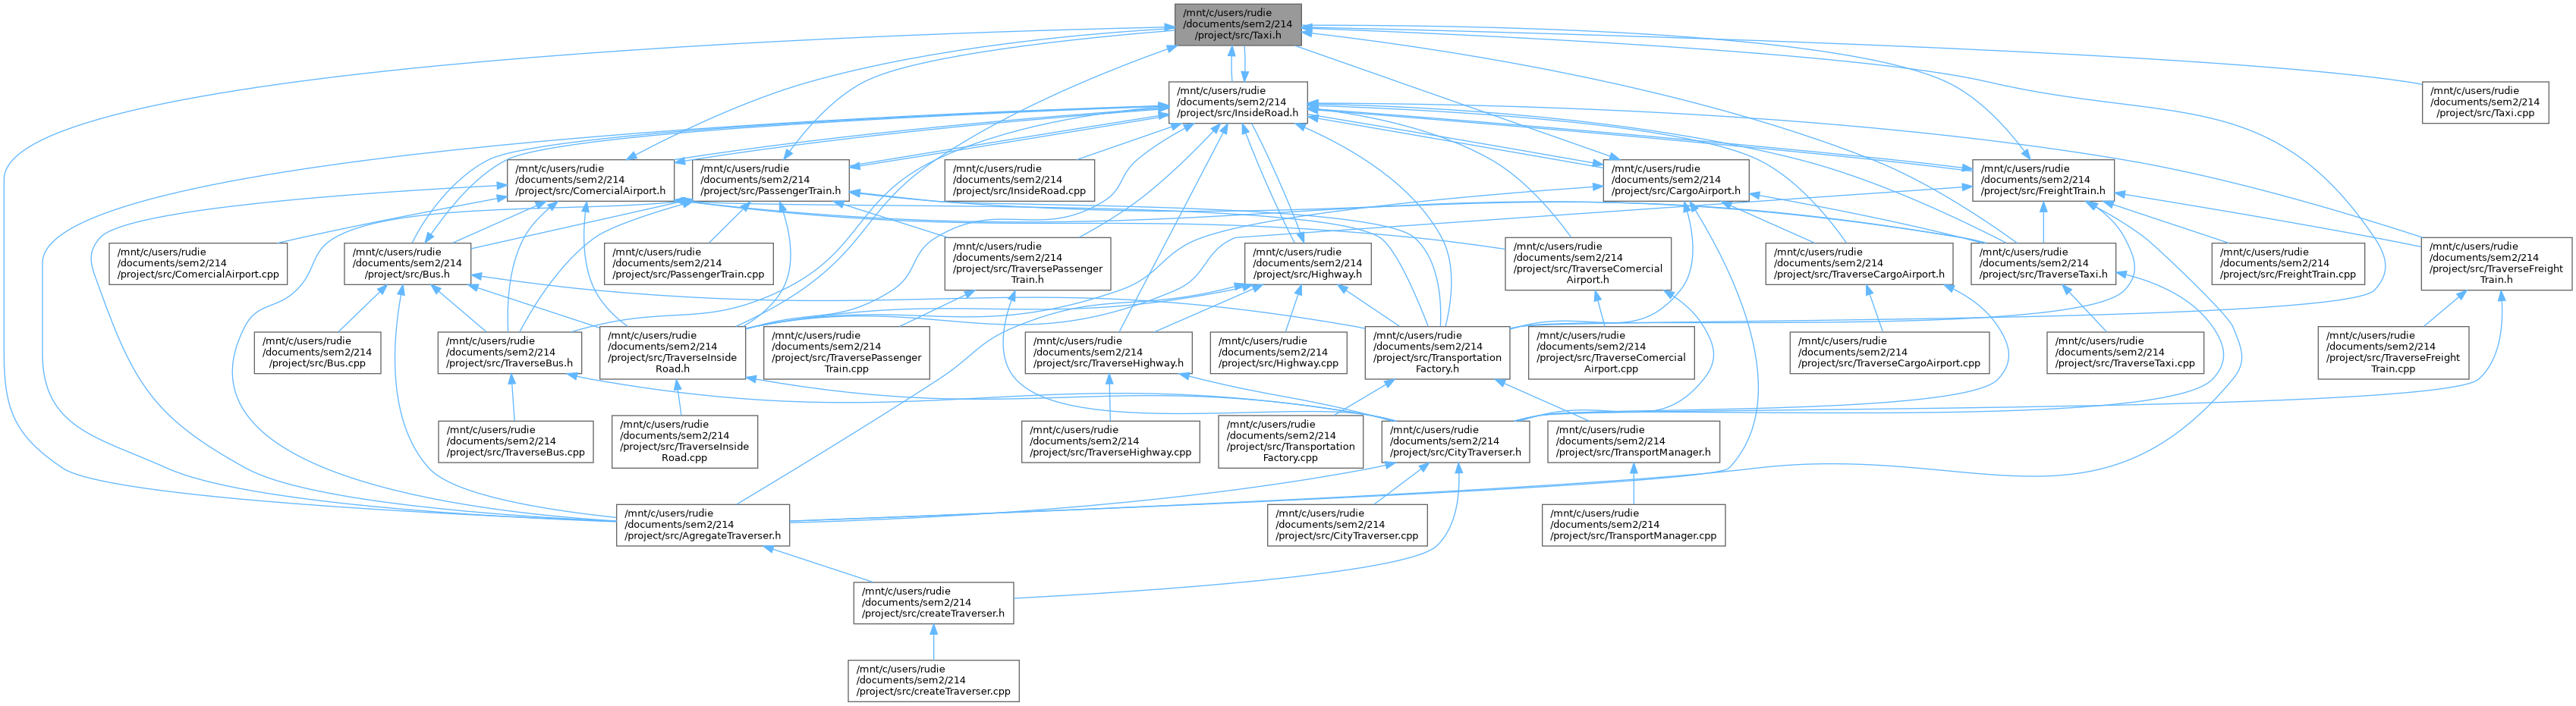 /mnt/c/users/rudie
/documents/sem2/214
/project/src/Taxi.h
/mnt/c/users/rudie
/documents/sem2/214
/project/src/InsideRoad.h
/mnt/c/users/rudie
/documents/sem2/214
/project/src/Taxi.cpp
/mnt/c/users/rudie
/documents/sem2/214
/project/src/ComercialAirport.h
/mnt/c/users/rudie
/documents/sem2/214
/project/src/PassengerTrain.h
/mnt/c/users/rudie
/documents/sem2/214
/project/src/InsideRoad.cpp
/mnt/c/users/rudie
/documents/sem2/214
/project/src/CargoAirport.h
/mnt/c/users/rudie
/documents/sem2/214
/project/src/FreightTrain.h
/mnt/c/users/rudie
/documents/sem2/214
/project/src/ComercialAirport.cpp
/mnt/c/users/rudie
/documents/sem2/214
/project/src/Bus.h
/mnt/c/users/rudie
/documents/sem2/214
/project/src/PassengerTrain.cpp
/mnt/c/users/rudie
/documents/sem2/214
/project/src/TraversePassenger
Train.h
/mnt/c/users/rudie
/documents/sem2/214
/project/src/Highway.h
/mnt/c/users/rudie
/documents/sem2/214
/project/src/TraverseComercial
Airport.h
/mnt/c/users/rudie
/documents/sem2/214
/project/src/TraverseCargoAirport.h
/mnt/c/users/rudie
/documents/sem2/214
/project/src/TraverseTaxi.h
/mnt/c/users/rudie
/documents/sem2/214
/project/src/FreightTrain.cpp
/mnt/c/users/rudie
/documents/sem2/214
/project/src/TraverseFreight
Train.h
/mnt/c/users/rudie
/documents/sem2/214
/project/src/Bus.cpp
/mnt/c/users/rudie
/documents/sem2/214
/project/src/TraverseBus.h
/mnt/c/users/rudie
/documents/sem2/214
/project/src/TraverseInside
Road.h
/mnt/c/users/rudie
/documents/sem2/214
/project/src/TraversePassenger
Train.cpp
/mnt/c/users/rudie
/documents/sem2/214
/project/src/TraverseHighway.h
/mnt/c/users/rudie
/documents/sem2/214
/project/src/Highway.cpp
/mnt/c/users/rudie
/documents/sem2/214
/project/src/Transportation
Factory.h
/mnt/c/users/rudie
/documents/sem2/214
/project/src/TraverseComercial
Airport.cpp
/mnt/c/users/rudie
/documents/sem2/214
/project/src/TraverseCargoAirport.cpp
/mnt/c/users/rudie
/documents/sem2/214
/project/src/TraverseTaxi.cpp
/mnt/c/users/rudie
/documents/sem2/214
/project/src/TraverseFreight
Train.cpp
/mnt/c/users/rudie
/documents/sem2/214
/project/src/TraverseBus.cpp
/mnt/c/users/rudie
/documents/sem2/214
/project/src/TraverseInside
Road.cpp
/mnt/c/users/rudie
/documents/sem2/214
/project/src/TraverseHighway.cpp
/mnt/c/users/rudie
/documents/sem2/214
/project/src/Transportation
Factory.cpp
/mnt/c/users/rudie
/documents/sem2/214
/project/src/CityTraverser.h
/mnt/c/users/rudie
/documents/sem2/214
/project/src/TransportManager.h
/mnt/c/users/rudie
/documents/sem2/214
/project/src/AgregateTraverser.h
/mnt/c/users/rudie
/documents/sem2/214
/project/src/CityTraverser.cpp
/mnt/c/users/rudie
/documents/sem2/214
/project/src/TransportManager.cpp
/mnt/c/users/rudie
/documents/sem2/214
/project/src/createTraverser.h
/mnt/c/users/rudie
/documents/sem2/214
/project/src/createTraverser.cpp